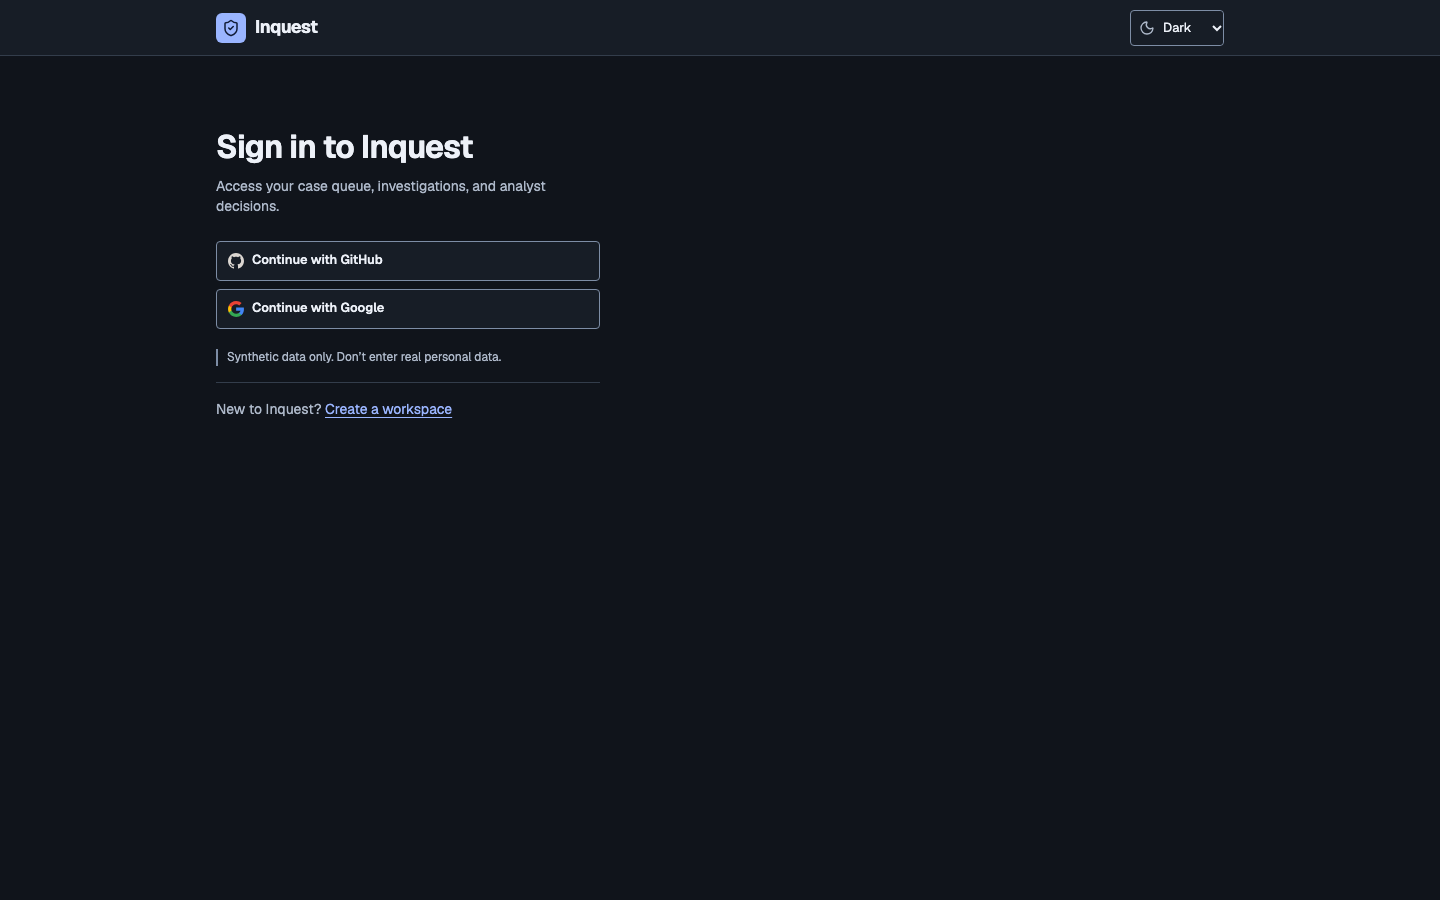 Inquest
Dark
Sign in to Inquest
Access your case queue, investigations, and analyst
decisions.
Continue with GitHub
Continue with Google
Synthetic data only. Don’t enter real personal data.
New to Inquest? Create a workspace